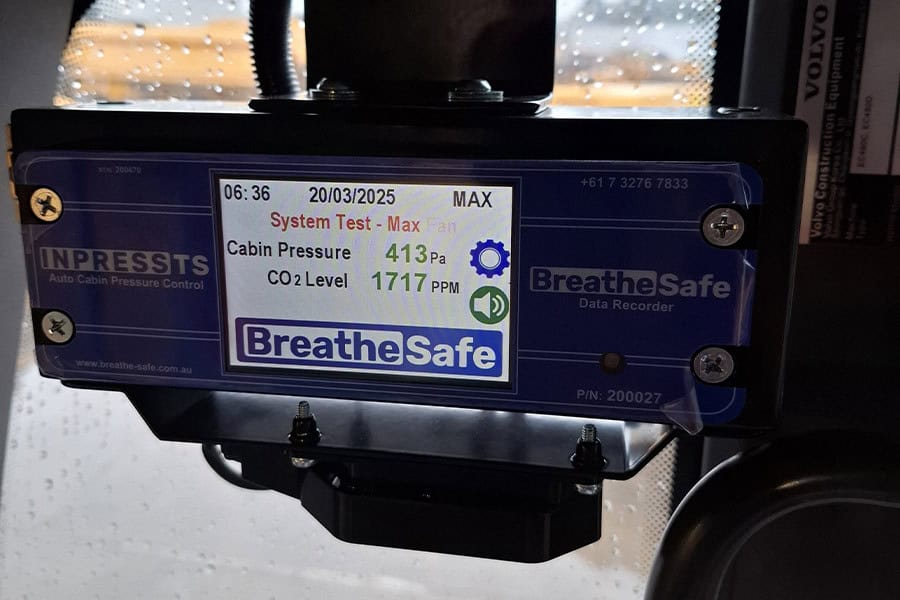 +61 7 3276 7833
06:36 20/03/2025 MAX
System Test - Max Fan
Cabin Pressure 413 Pa
CO2 Level 1717 PPM
BreatheSafe
INPRESSTS
Auto Cabin Pressure Control
www.breathe-safe.com.au
BreatheSafe
Data Recorder
P/N: 200027
VOLVO
Volvo Construction Equipment